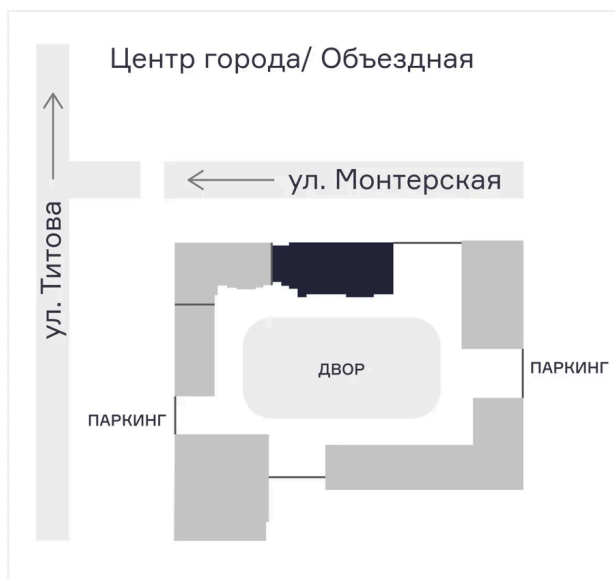 Центр города/ Объездная
ул. Монтерская
ул. Титова
ДВОР
ПАРКИНГ
ПАРКИНГ